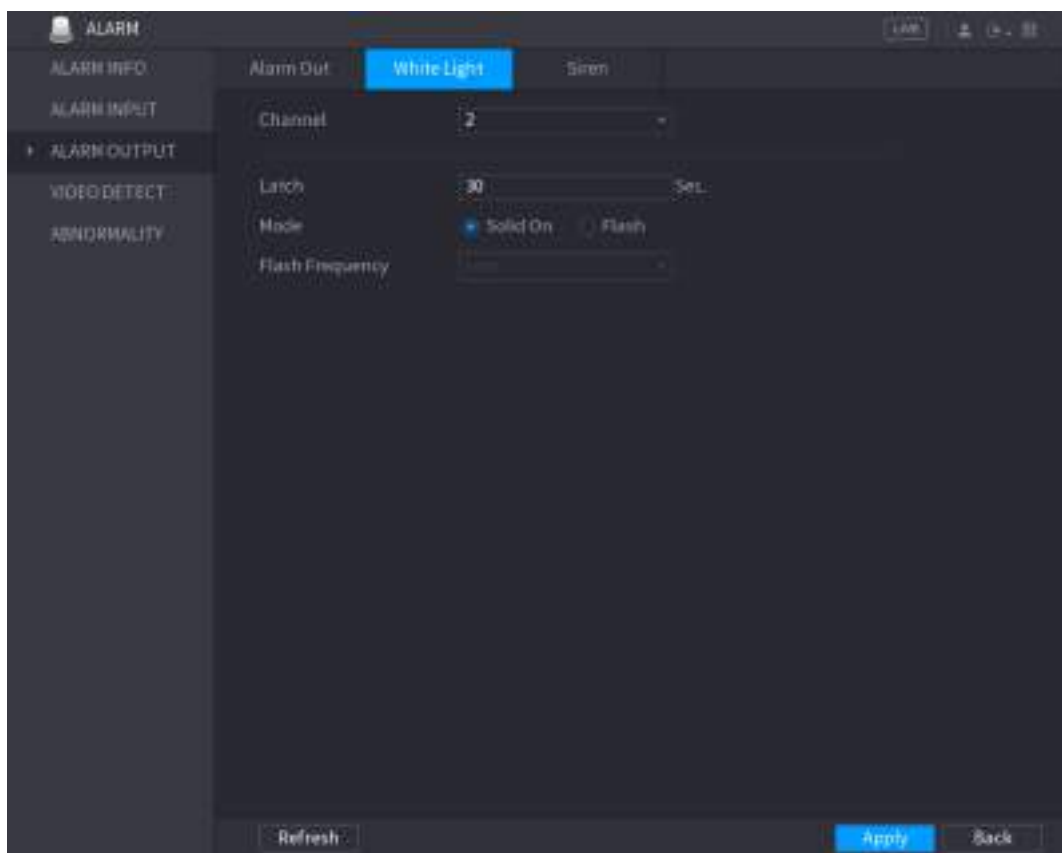 ALARM
LIVE
ALARM INFO
ALARM INPUT
ALARM OUTPUT
VIDEO DETECT
ABNORMALITY
Alarm Out White Light Siren
Channel 2
Latch 30 Sec.
Mode Solid On Flash
Flash Frequency
Refresh Apply Back